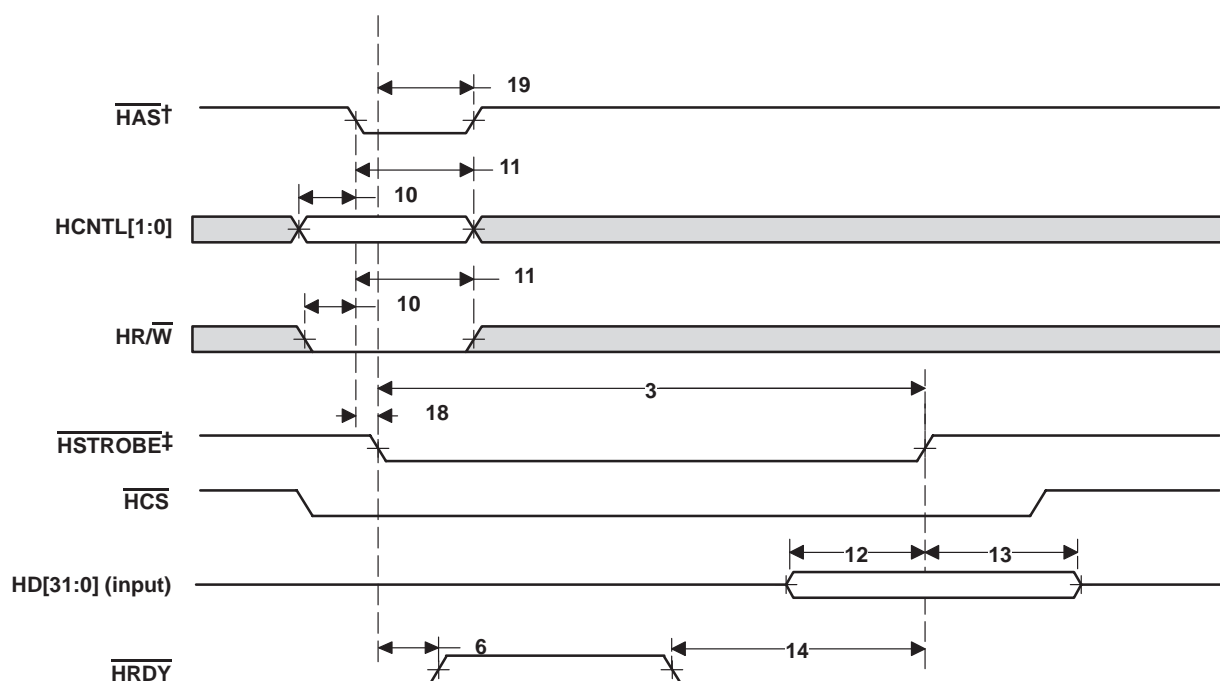 19
HAS†
11
10
HCNTL[1:0]
11
10
HR/W
3
18
HSTROBE‡
HCS
12
13
HD[31:0] (input)
6
14
HRDY